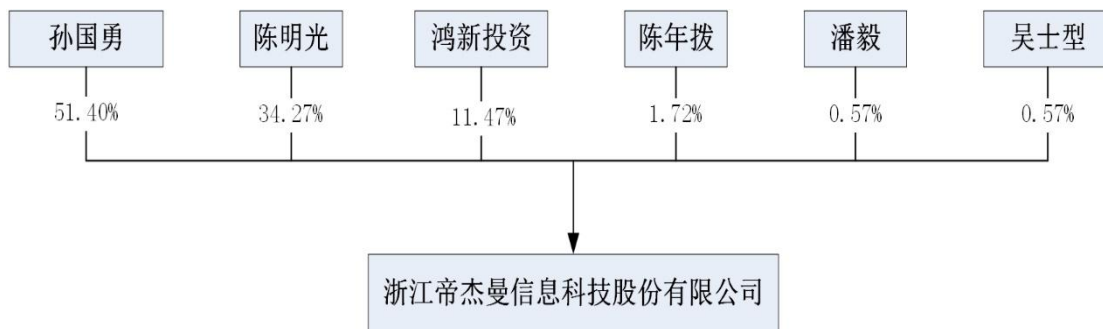 孙国勇
陈明光
鸿新投资
陈年拨
潘毅
吴士型
51.40%
34.27%
11.47%
1.72%
0.57%
0.57%
浙江帝杰曼信息科技股份有限公司